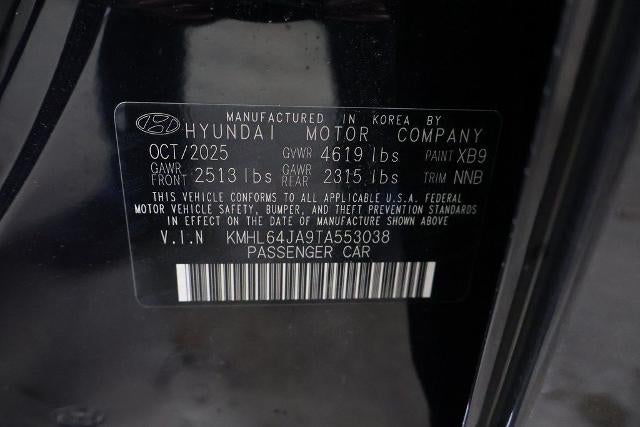 MANUFACTURED IN KOREA BY
HYUNDAI MOTOR COMPANY
OCT/2025 GVWR 4619 lbs PAINT XB9
GAWR FRONT 2513 lbs GAWR REAR 2315 lbs TRIM NNB
THIS VEHICLE CONFORMS TO ALL APPLICABLE U.S.A. FEDERAL
MOTOR VEHICLE SAFETY, BUMPER, AND THEFT PREVENTION STANDARDS
IN EFFECT ON THE DATE OF MANUFACTURE SHOWN ABOVE
V.I.N KMHL64JA9TA553038
PASSENGER CAR